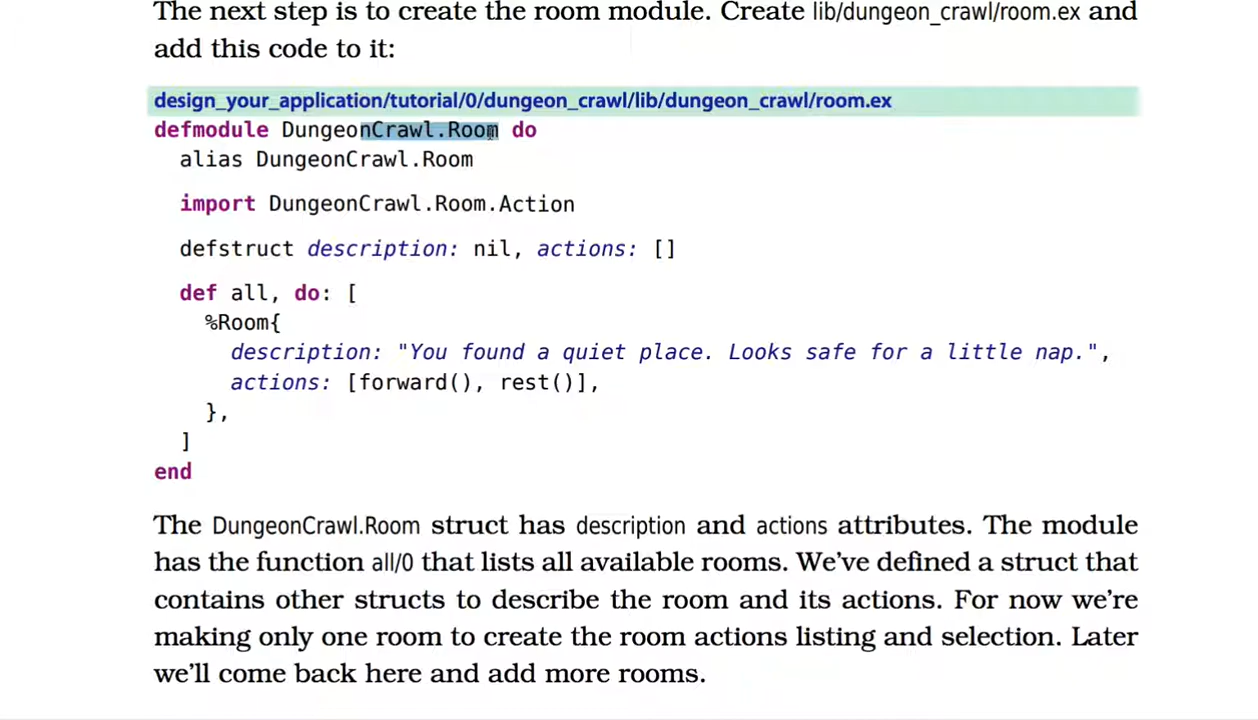 The next step is to create the room module. Create lib/dungeon_crawl/room.ex and
add this code to it:
design_your_application/tutorial/0/dungeon_crawl/lib/dungeon_crawl/room.ex
defmodule DungeonCrawl.Room do
  alias DungeonCrawl.Room
  import DungeonCrawl.Room.Action
  defstruct description: nil, actions: []
  def all, do: [
    %Room{
      description: "You found a quiet place. Looks safe for a little nap.",
      actions: [forward(), rest()],
    },
  ]
end
The DungeonCrawl.Room struct has description and actions attributes. The module
has the function all/0 that lists all available rooms. We’ve defined a struct that
contains other structs to describe the room and its actions. For now we’re
making only one room to create the room actions listing and selection. Later
we’ll come back here and add more rooms.